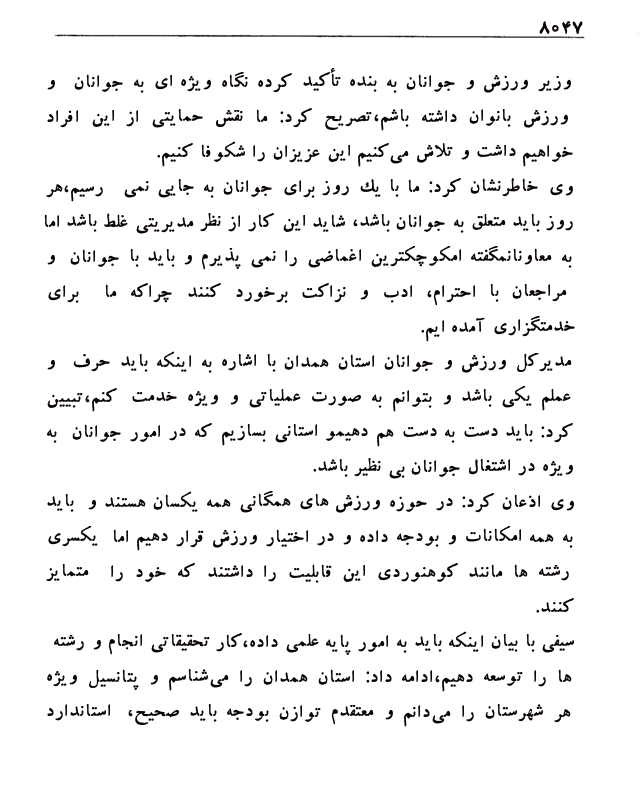 ۸۰۴۷
وزیر ورزش و جوانان به بنده تأکید کرده نگاه ویژه ای به جوانان و
ورزش بانوان داشته باشم،تصریح کرد: ما نقش حمایتی از این افراد
خواهیم داشت و تلاش می‌کنیم این عزیزان را شکوفا کنیم.
وی خاطرنشان کرد: ما با یك روز برای جوانان به جایی نمی رسیم،هر
روز باید متعلق به جوانان باشد، شاید این کار از نظر مدیریتی غلط باشد اما
به معاونانمگفته امکوچکترین اغماضی را نمی پذیرم و باید با جوانان و
مراجعان با احترام، ادب و نزاکت برخورد کنند چراکه ما برای
خدمتگزاری آمده ایم.
مدیرکل ورزش و جوانان استان همدان با اشاره به اینکه باید حرف و
عملم یکی باشد و بتوانم به صورت عملیاتی و ویژه خدمت کنم،تبیین
کرد: باید دست به دست هم دهیمو استانی بسازیم که در امور جوانان به
ویژه در اشتغال جوانان بی نظیر باشد.
وی اذعان کرد: در حوزه ورزش های همگانی همه یکسان هستند و باید
به همه امکانات و بودجه داده و در اختیار ورزش قرار دهیم اما یکسری
رشته ها مانند کوهنوردی این قابلیت را داشتند که خود را متمایز
کنند.
سیفی با بیان اینکه باید به امور پایه علمی داده،کار تحقیقاتی انجام و رشته
ها را توسعه دهیم،ادامه داد: استان همدان را می‌شناسم و پتانسیل ویژه
هر شهرستان را می‌دانم و معتقدم توازن بودجه باید صحیح، استاندارد